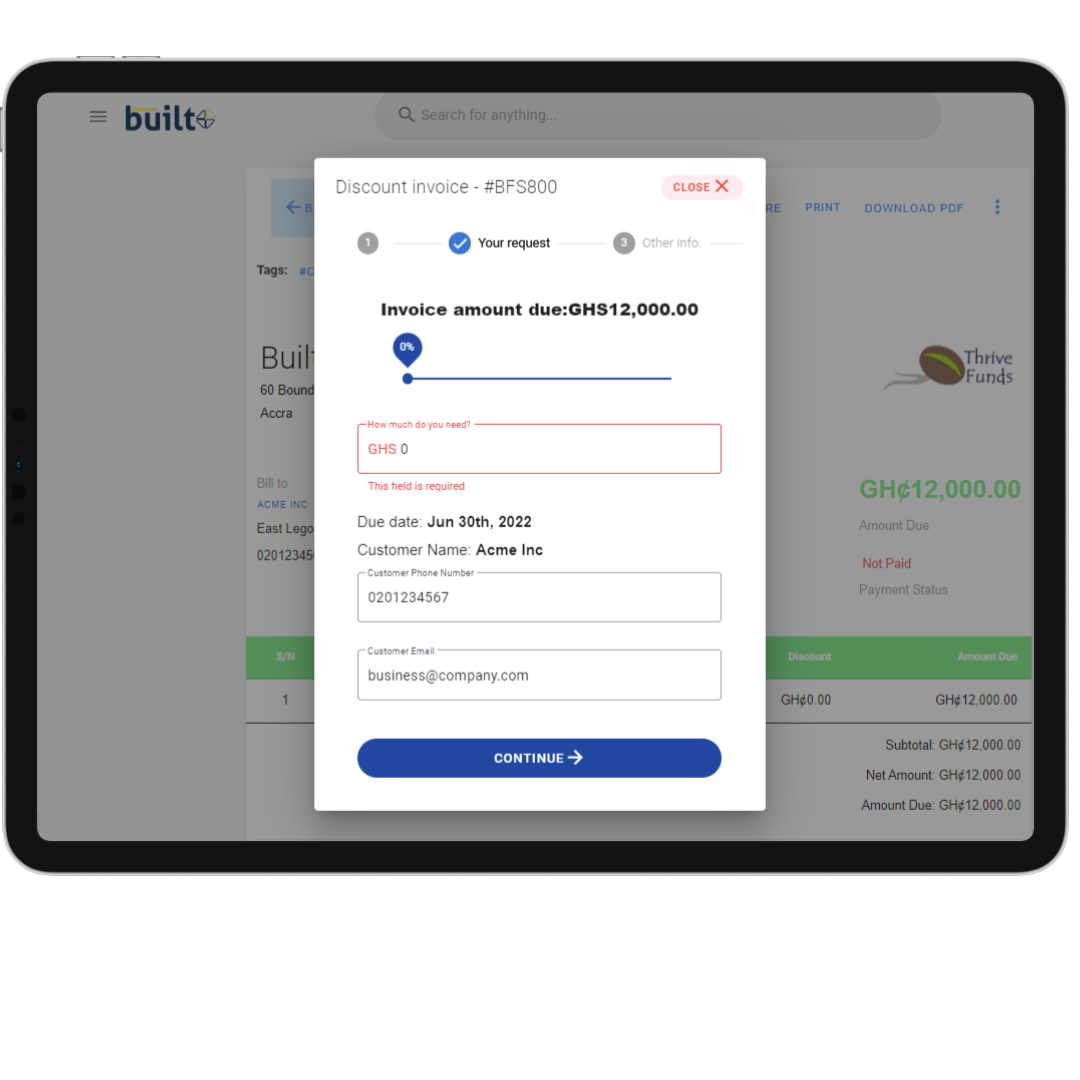 built
Search for anything...
Discount invoice - #BFS800
CLOSE
PRINT
DOWNLOAD PDF
1
Your request
3
Other info.
Tags:
Invoice amount due:GHS12,000.00
0%
Built
60 Bound
Accra
Thrive
Funds
How much do you need?
GHS 0
This field is required
Bill to
ACME INC
East Lego
02012345
GH¢12,000.00
Amount Due
Not Paid
Payment Status
Due date: Jun 30th, 2022
Customer Name: Acme Inc
Customer Phone Number
0201234567
Customer Email
business@company.com
CONTINUE
S/N
Discount
Amount Due
1
GH¢0.00
GH¢12,000.00
Subtotal: GH¢12,000.00
Net Amount: GH¢12,000.00
Amount Due: GH¢12,000.00